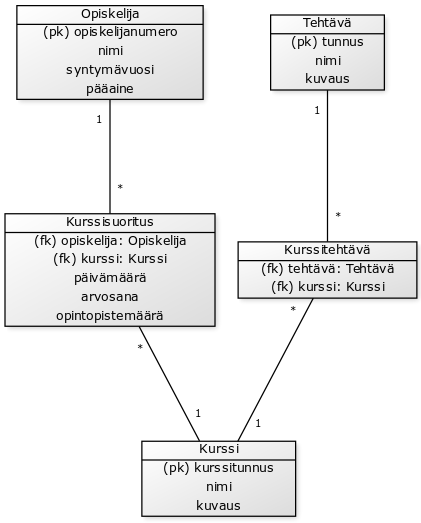 Opiskelija
(pk) opiskelijanumero
nimi
syntymävuosi
pääaine
Tehtävä
(pk) tunnus
nimi
kuvaus
1
*
1
*
Kurssisuoritus
(fk) opiskelija: Opiskelija
(fk) kurssi: Kurssi
päivämäärä
arvosana
opintopistemäärä
Kurssitehtävä
(fk) tehtävä: Tehtävä
(fk) kurssi: Kurssi
*
1
*
1
Kurssi
(pk) kurssitunnus
nimi
kuvaus